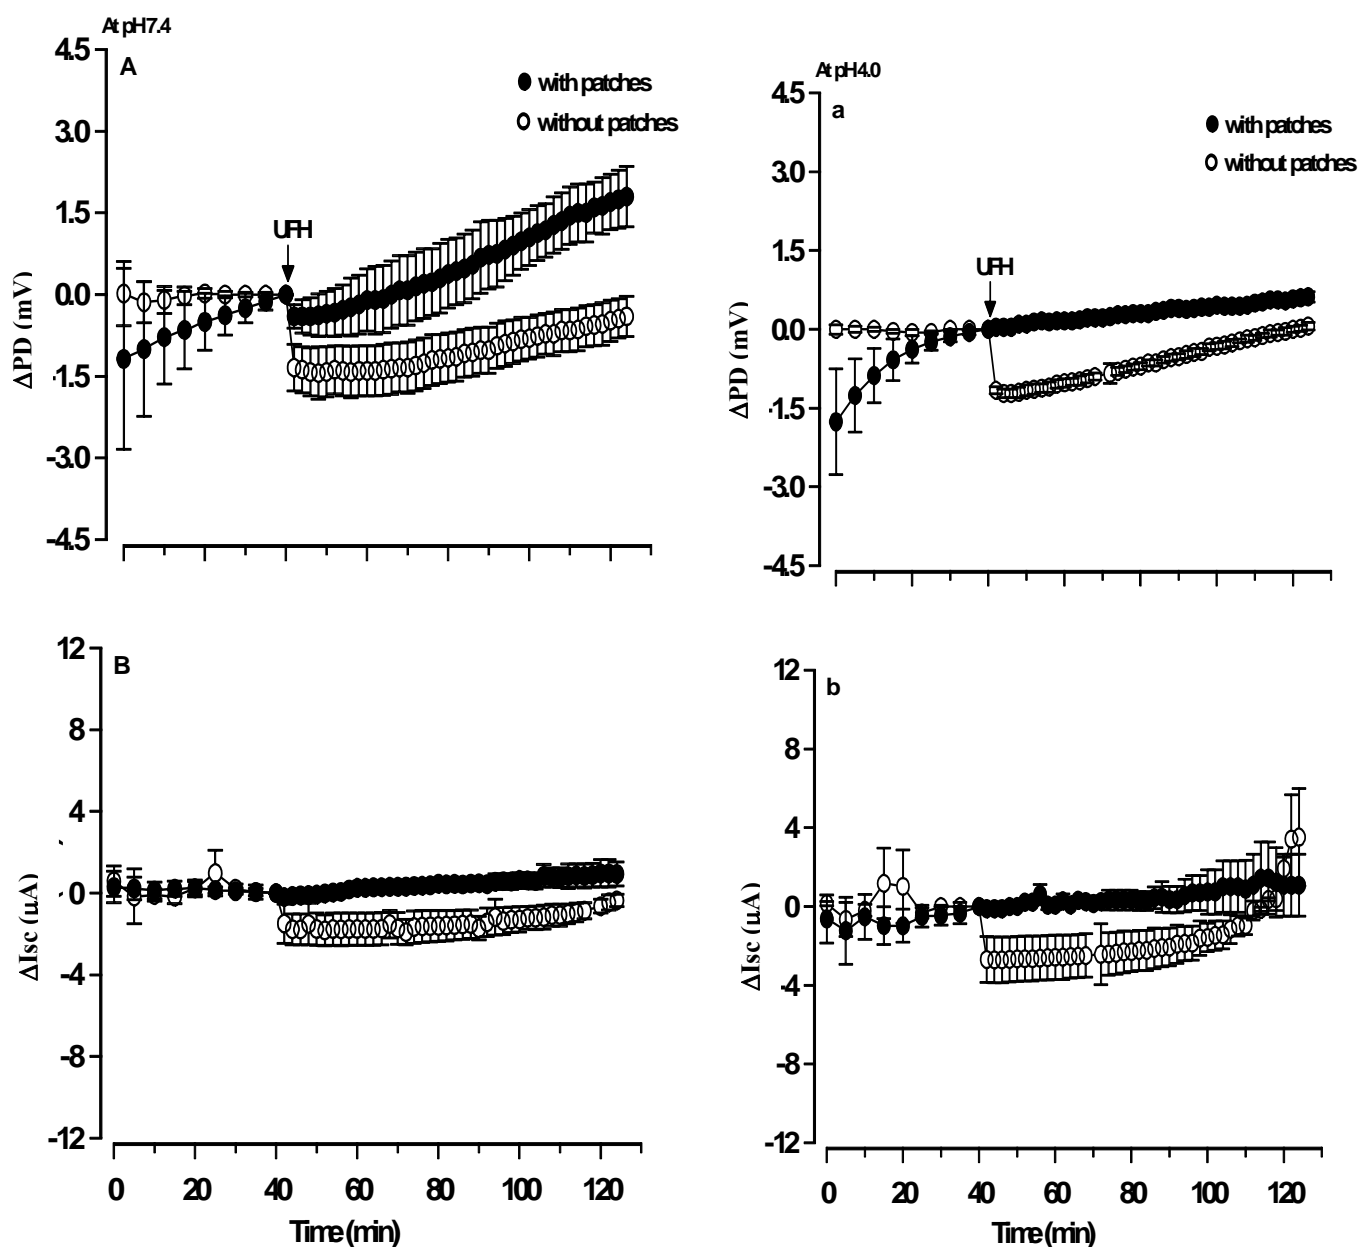 At pH7.4
A
4.5
3.0
1.5
0.0
-1.5
-3.0
-4.5
ΔPD (mV)
with patches
without patches
UFH
At pH4.0
a
4.5
3.0
1.5
0.0
-1.5
-3.0
-4.5
ΔPD (mV)
with patches
without patches
UFH
B
12
8
4
0
-4
-8
-12
ΔIsc (μA)
0 20 40 60 80 100 120
Time (min)
b
12
8
4
0
-4
-8
-12
ΔIsc (μA)
0 20 40 60 80 100 120
Time (min)